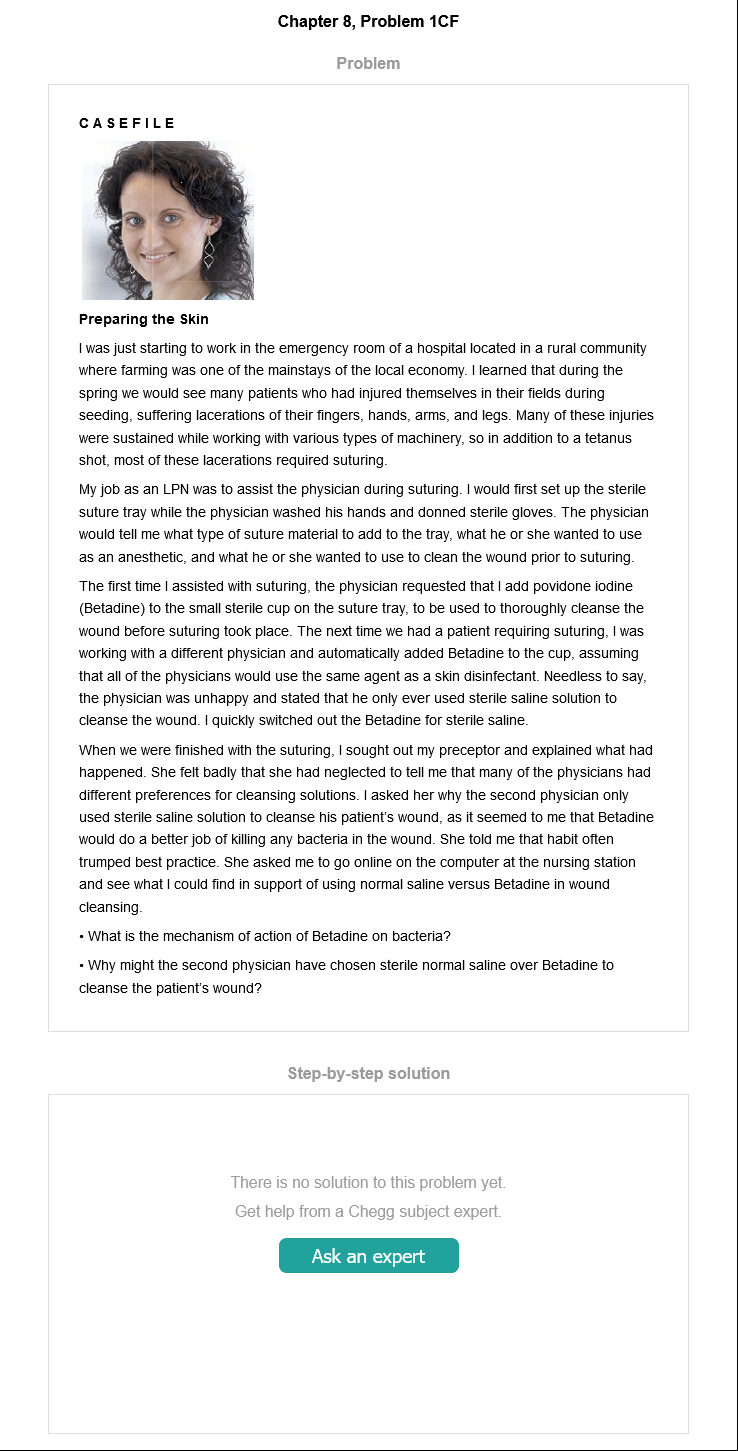 Chapter 8, Problem 1CF
Problem
CASEFILE
Preparing the Skin
I was just starting to work in the emergency room of a hospital located in a rural community
where farming was one of the mainstays of the local economy. I learned that during the
spring we would see many patients who had injured themselves in their fields during
seeding, suffering lacerations of their fingers, hands, arms, and legs. Many of these injuries
were sustained while working with various types of machinery, so in addition to a tetanus
shot, most of these lacerations required suturing.
My job as an LPN was to assist the physician during suturing. I would first set up the sterile
suture tray while the physician washed his hands and donned sterile gloves. The physician
would tell me what type of suture material to add to the tray, what he or she wanted to use
as an anesthetic, and what he or she wanted to use to clean the wound prior to suturing.
The first time I assisted with suturing, the physician requested that I add povidone iodine
(Betadine) to the small sterile cup on the suture tray, to be used to thoroughly cleanse the
wound before suturing took place. The next time we had a patient requiring suturing, I was
working with a different physician and automatically added Betadine to the cup, assuming
that all of the physicians would use the same agent as a skin disinfectant. Needless to say,
the physician was unhappy and stated that he only ever used sterile saline solution to
cleanse the wound. I quickly switched out the Betadine for sterile saline.
When we were finished with the suturing, I sought out my preceptor and explained what had
happened. She felt badly that she had neglected to tell me that many of the physicians had
different preferences for cleansing solutions. I asked her why the second physician only
used sterile saline solution to cleanse his patient's wound, as it seemed to me that Betadine
would do a better job of killing any bacteria in the wound. She told me that habit often
trumped best practice. She asked me to go online on the computer at the nursing station
and see what I could find in support of using normal saline versus Betadine in wound
cleansing.
• What is the mechanism of action of Betadine on bacteria?
• Why might the second physician have chosen sterile normal saline over Betadine to
cleanse the patient's wound?
Step-by-step solution
There is no solution to this problem yet.
Get help from a Chegg subject expert.
Ask an expert